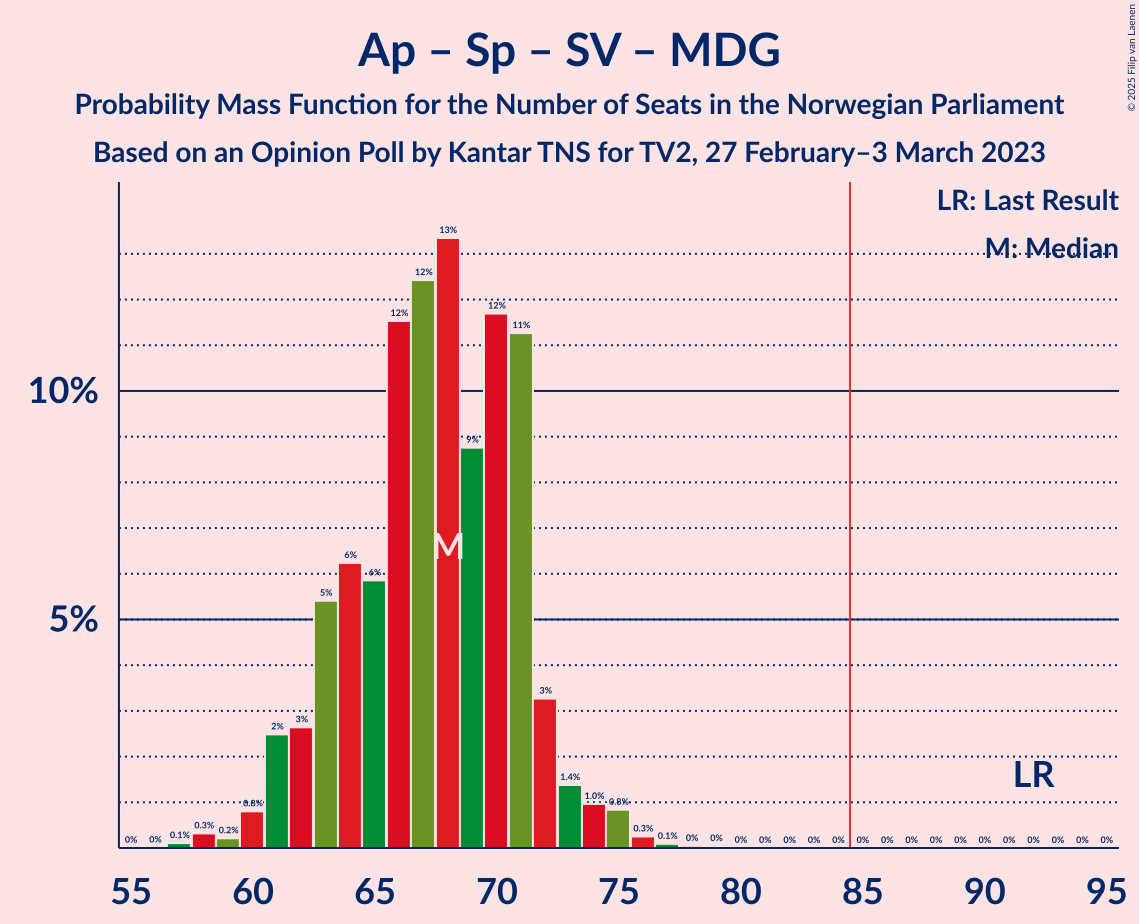 Ap – Sp – SV – MDG
Probability Mass Function for the Number of Seats in the Norwegian Parliament
Based on an Opinion Poll by Kantar TNS for TV2, 27 February–3 March 2023
© 2025 Filip van Laenen
LR: Last Result
M: Median
10%
5%
0% 0% 0.1% 0.3% 0.2% 0.8% 2% 3% 5% 6% 6% 12% 12% 13% 9% 12% 11% 3% 1.4% 1.0% 0.8% 0.3% 0.1% 0% 0% 0% 0% 0% 0% 0% 0% 0% 0% 0% 0% 0% 0% 0% 0% 0% 0%
M
LR
55 60 65 70 75 80 85 90 95